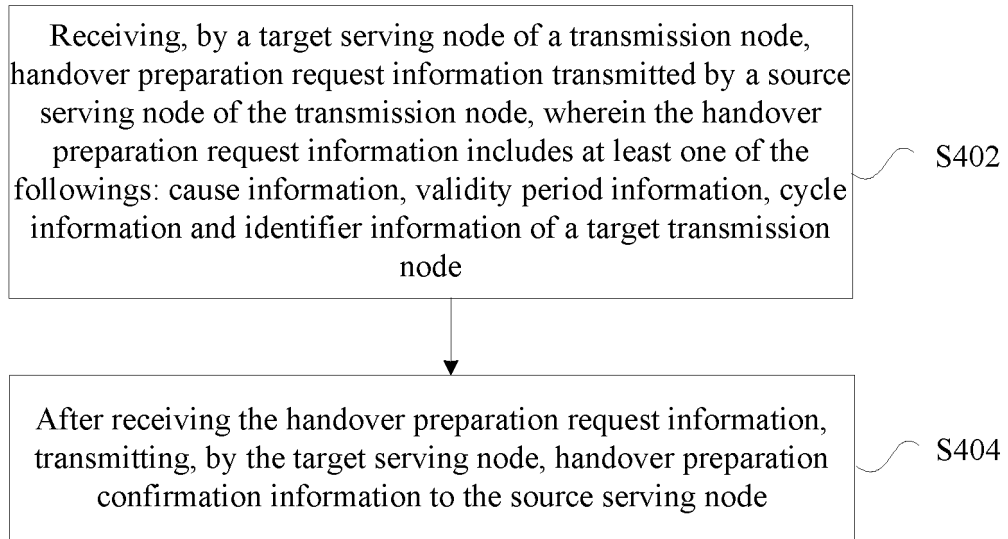 Receiving, by a target serving node of a transmission node,
handover preparation request information transmitted by a source
serving node of the transmission node, wherein the handover
preparation request information includes at least one of the
followings: cause information, validity period information, cycle
information and identifier information of a target transmission
node
S402
After receiving the handover preparation request information,
transmitting, by the target serving node, handover preparation
confirmation information to the source serving node
S404